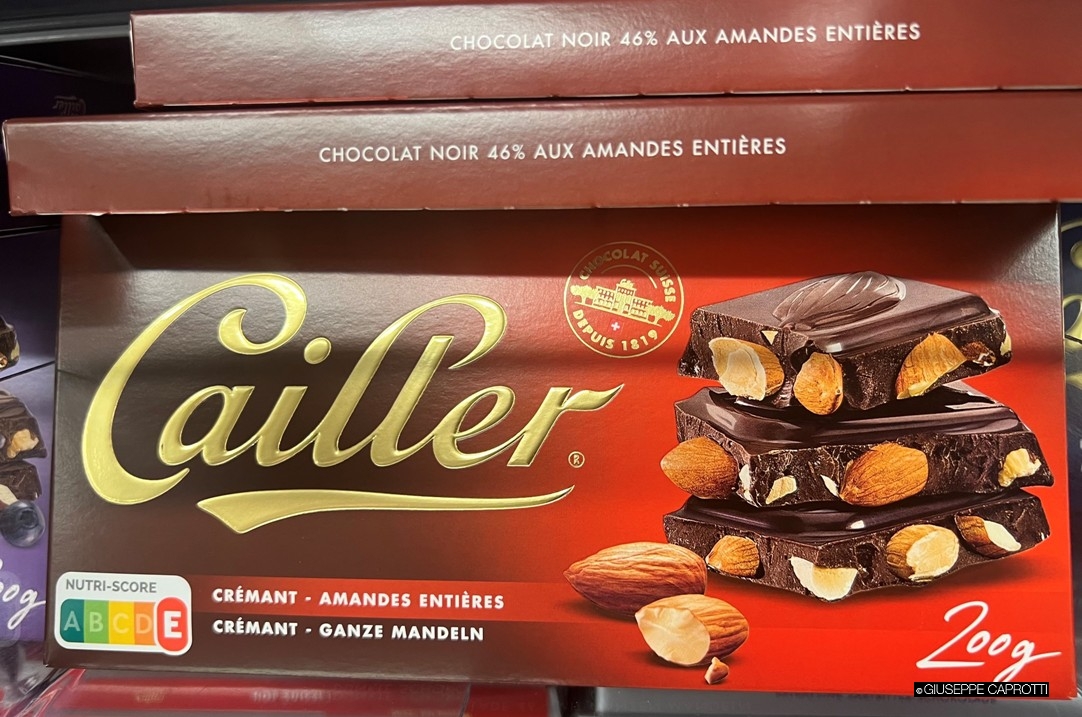 CHOCOLAT NOIR 46% AUX AMANDES ENTIÈRES
CHOCOLAT NOIR 46% AUX AMANDES ENTIÈRES
CHOCOLAT SUISSE
DEPUIS 1819
Cailler®
NUTRI-SCORE
A B C D E
CRÉMANT - AMANDES ENTIÈRES
CRÉMANT - GANZE MANDELN
200g
©GIUSEPPE CAPROTTI